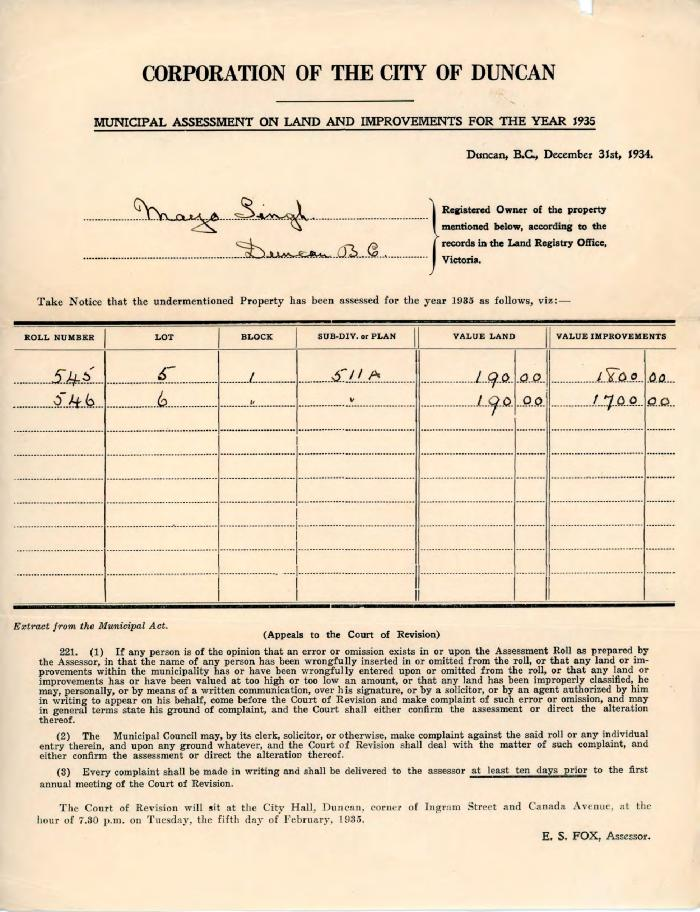 CORPORATION OF THE CITY OF DUNCAN
MUNICIPAL ASSESSMENT ON LAND AND IMPROVEMENTS FOR THE YEAR 1935
Duncan, B.C., December 31st, 1934.
Mayo Singh
Duncan B.C.
Registered Owner of the property
mentioned below, according to the
records in the Land Registry Office,
Victoria.
Take Notice that the undermentioned Property has been assessed for the year 1935 as follows, viz:—
ROLL NUMBER LOT BLOCK SUB-DIV. or PLAN VALUE LAND VALUE IMPROVEMENTS
545 5 1 511A 190 00 1800 00
546 6 " " 190 00 1700 00
Extract from the Municipal Act.
(Appeals to the Court of Revision)
221. (1) If any person is of the opinion that an error or omission exists in or upon the Assessment Roll as prepared by
the Assessor, in that the name of any person has been wrongfully inserted in or omitted from the roll, or that any land or im-
provements within the municipality has or have been wrongfully entered upon or omitted from the roll, or that any land or
improvements has or have been valued at too high or too low an amount, or that any land has been improperly classified, he
may, personally, or by means of a written communication, over his signature, or by a solicitor, or by an agent authorized by him
in writing to appear on his behalf, come before the Court of Revision and make complaint of such error or omission, and may
in general terms state his ground of complaint, and the Court shall either confirm the assessment or direct the alteration
thereof.
(2) The Municipal Council may, by its clerk, solicitor, or otherwise, make complaint against the said roll or any individual
entry therein, and upon any ground whatever, and the Court of Revision shall deal with the matter of such complaint, and
either confirm the assessment or direct the alteration thereof.
(3) Every complaint shall be made in writing and shall be delivered to the assessor at least ten days prior to the first
annual meeting of the Court of Revision.
The Court of Revision will sit at the City Hall, Duncan, corner of Ingram Street and Canada Avenue, at the
hour of 7.30 p.m. on Tuesday, the fifth day of February, 1935.
E. S. FOX, Assessor.